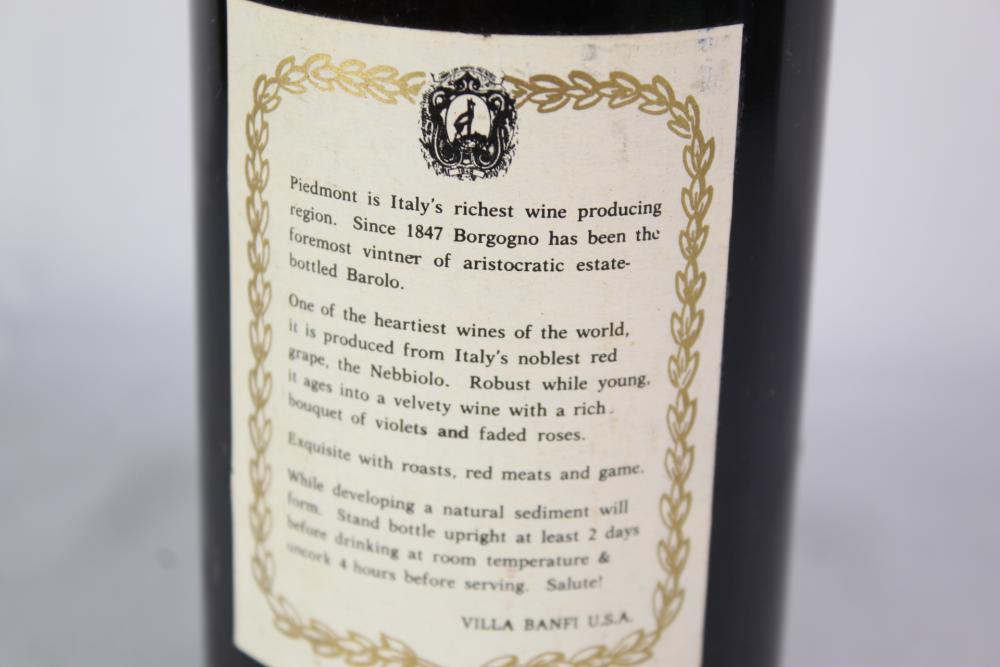 Piedmont is Italy's richest wine producing
region. Since 1847 Borgogno has been the
foremost vintner of aristocratic estate-
bottled Barolo.
One of the heartiest wines of the world,
it is produced from Italy's noblest red
grape, the Nebbiolo. Robust while young,
it ages into a velvety wine with a rich
bouquet of violets and faded roses.
Exquisite with roasts, red meats and game.
While developing a natural sediment will
form. Stand bottle upright at least 2 days
before drinking at room temperature &
uncork 4 hours before serving. Salute!
VILLA BANFI U.S.A.